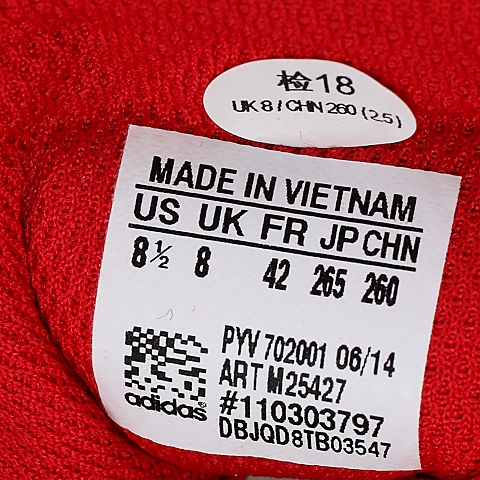 检18
UK 8 / CHN 260 (2.5)
MADE IN VIETNAM
US UK FR JP CHN
8½ 8 42 265 260
PYV 702001 06/14
ART M25427
#110303797
DBJQD8TB03547
adidas